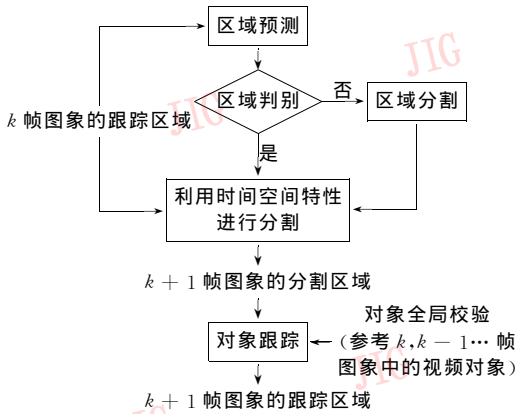 区域预测
JIG
区域判别
否
区域分割
JIG
k 帧图象的跟踪区域
是
利用时间空间特性
进行分割
k + 1 帧图象的分割区域
对象全局校验
对象跟踪
(参考 k,k − 1… 帧
图象中的视频对象)
JIG
k + 1 帧图象的跟踪区域
JIG